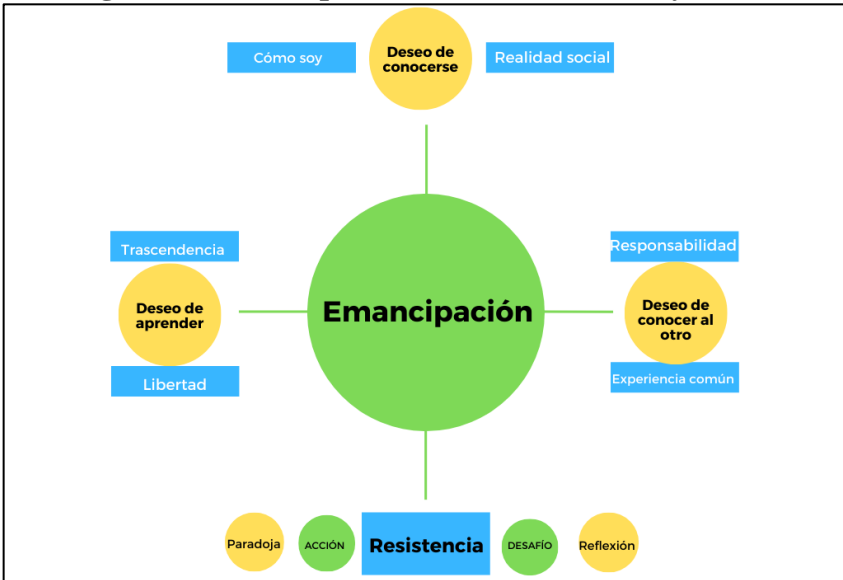 Cómo soy
Deseo de
conocerse
Realidad social
Trascendencia
Deseo de
aprender
Libertad
Emancipación
Responsabilidad
Deseo de
conocer al
otro
Experiencia común
Paradoja
ACCIÓN
Resistencia
DESAFÍO
Reflexión